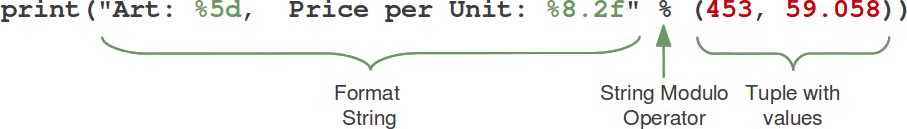 print("Art: %5d,  Price per Unit: %8.2f" % (453, 59.058))
Format
String
String Modulo
Operator
Tuple with
values